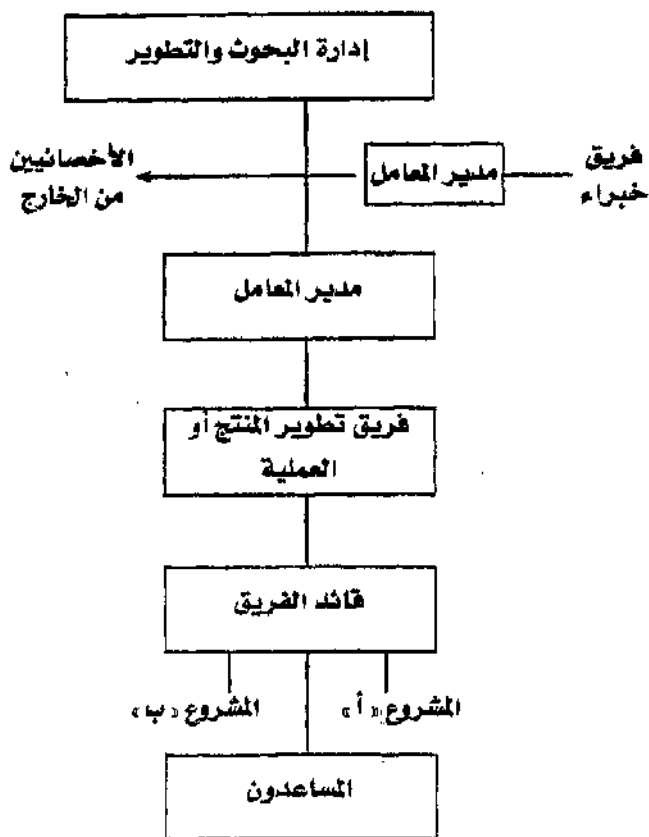 إدارة البحوث والتطوير
فريق
خبراء
مدير المعامل
الأخصائيين
من الخارج
مدير المعامل
فريق تطوير المنتج أو
العملية
قائد الفريق
المشروع «أ»
المشروع «ب»
المساعدون